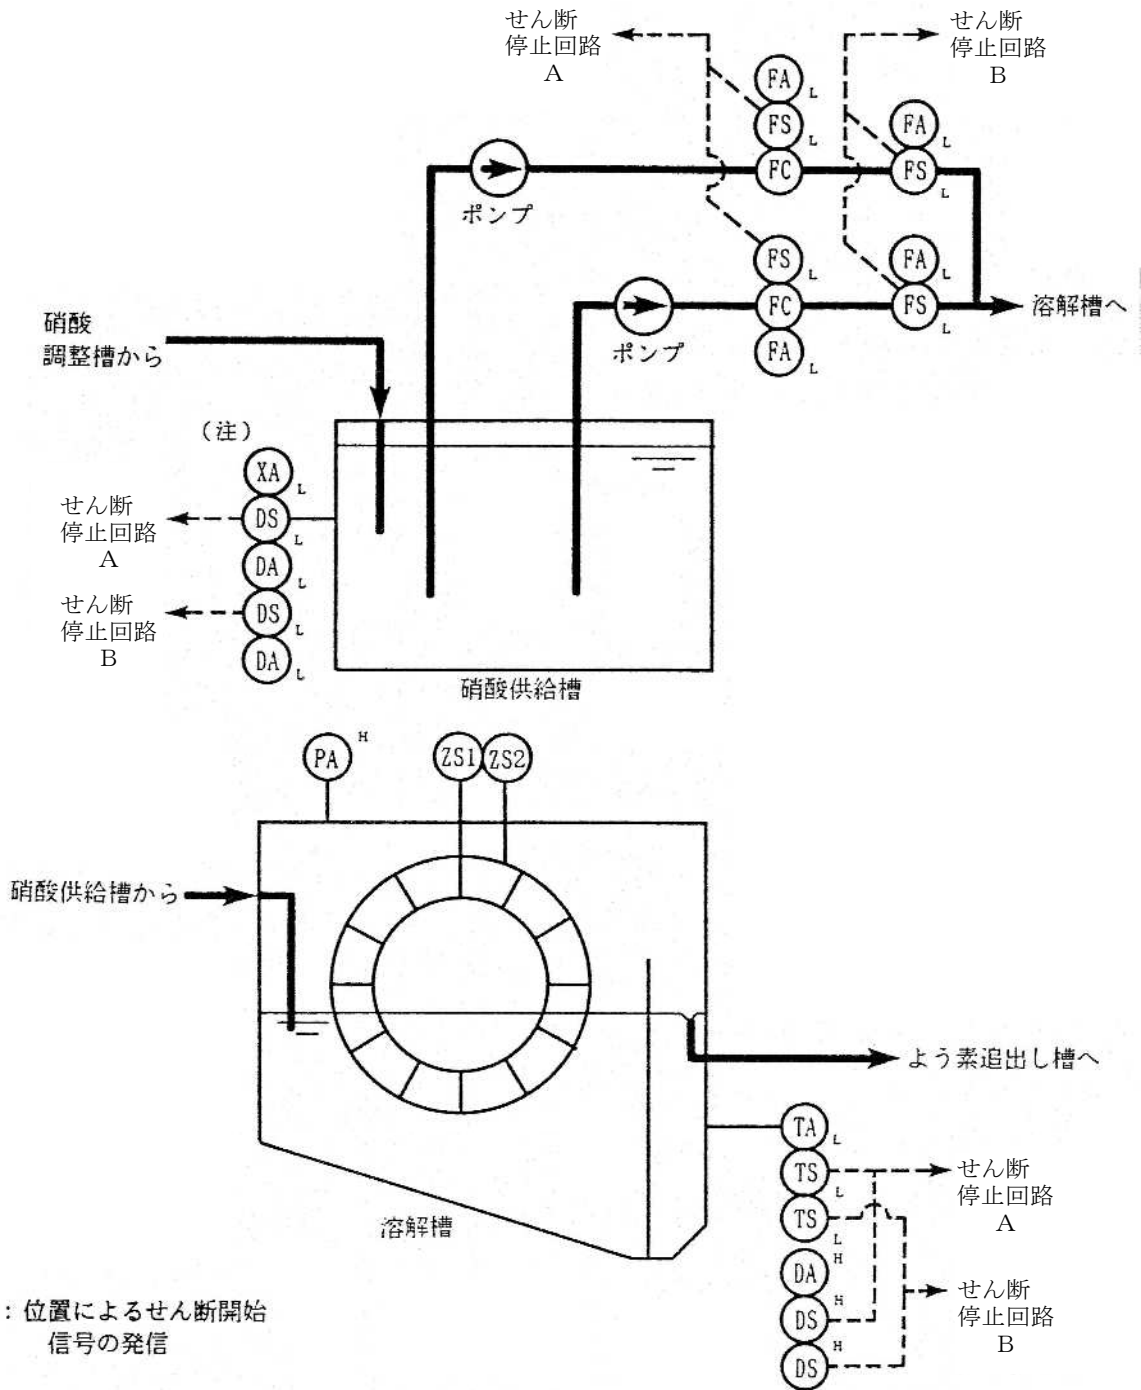 せん断
停止回路
A
せん断
停止回路
B
FA L
FS L
FC
FA L
FS L
ポンプ
FS L
FC
FA L
FA L
FS L
溶解槽へ
ポンプ
硝酸
調整槽から
(注)
XA L
DS L
DA L
DS L
DA L
せん断
停止回路
A
せん断
停止回路
B
硝酸供給槽
PA H
ZS1
ZS2
硝酸供給槽から
よう素追出し槽へ
溶解槽
TA L
TS L
TS L
DA H
DS H
DS H
せん断
停止回路
A
せん断
停止回路
B
:位置によるせん断開始
信号の発信